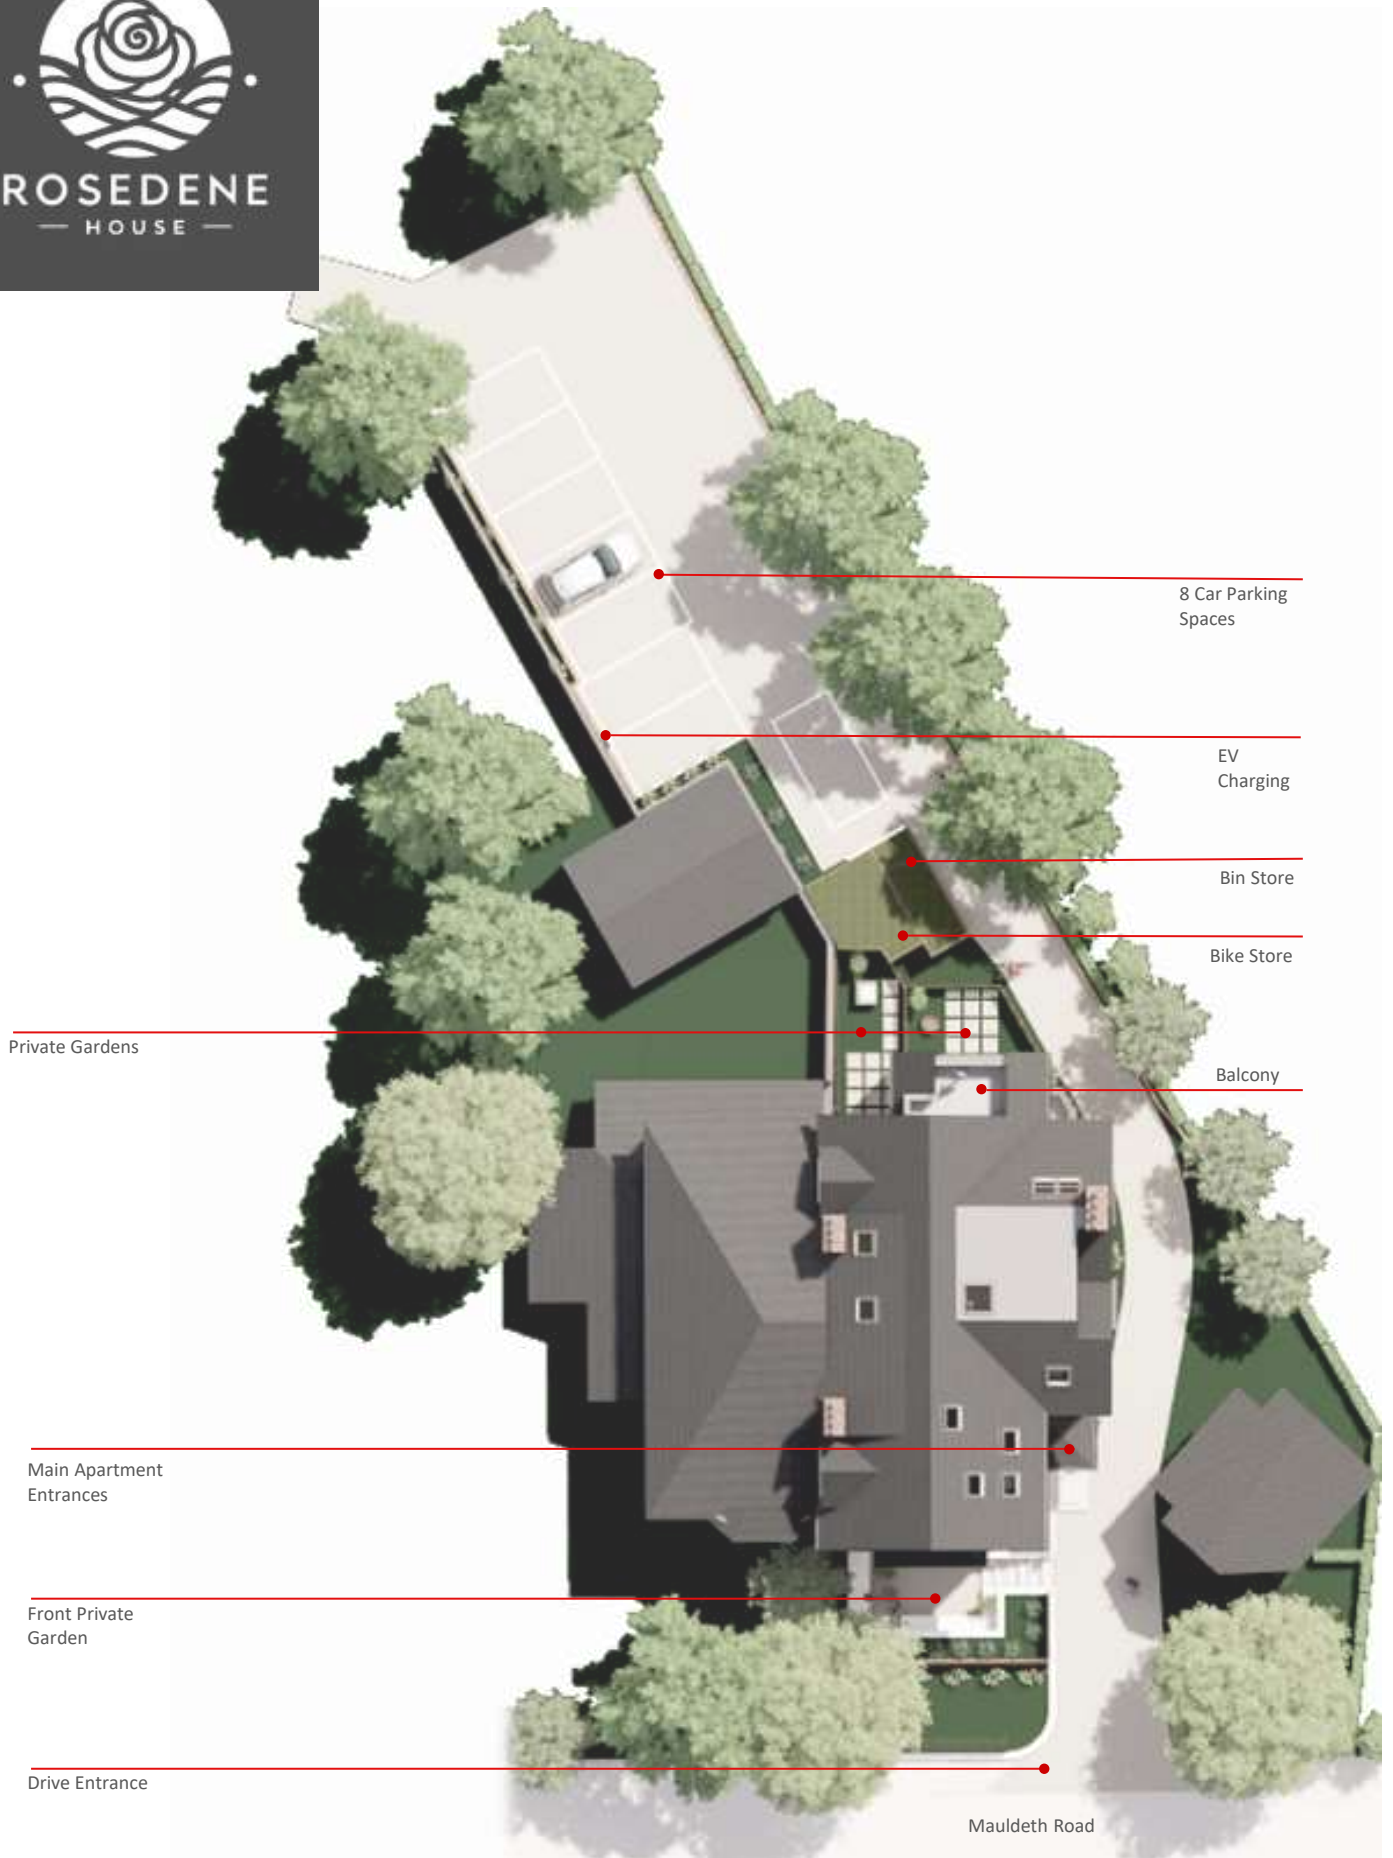 ROSEDENE
HOUSE
8 Car Parking
Spaces
EV
Charging
Bin Store
Bike Store
Private Gardens
Balcony
Main Apartment
Entrances
Front Private
Garden
Drive Entrance
Mauldeth Road